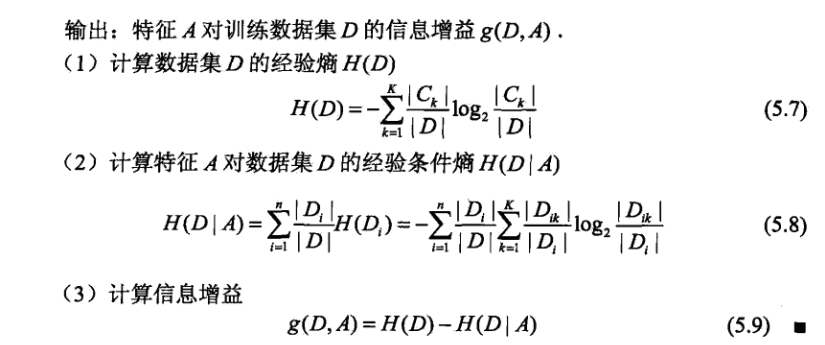 输出：特征 A 对训练数据集 D 的信息增益 g(D,A)．
（1）计算数据集 D 的经验熵 H(D)
H(D)=-\sum_{k=1}^{K}\frac{|C_k|}{|D|}\log_2\frac{|C_k|}{|D|} (5.7)
（2）计算特征 A 对数据集 D 的经验条件熵 H(D|A)
H(D|A)=\sum_{i=1}^{n}\frac{|D_i|}{|D|}H(D_i)=-\sum_{i=1}^{n}\frac{|D_i|}{|D|}\sum_{k=1}^{K}\frac{|D_{ik}|}{|D_i|}\log_2\frac{|D_{ik}|}{|D_i|} (5.8)
（3）计算信息增益
g(D,A)=H(D)-H(D|A) (5.9) ■